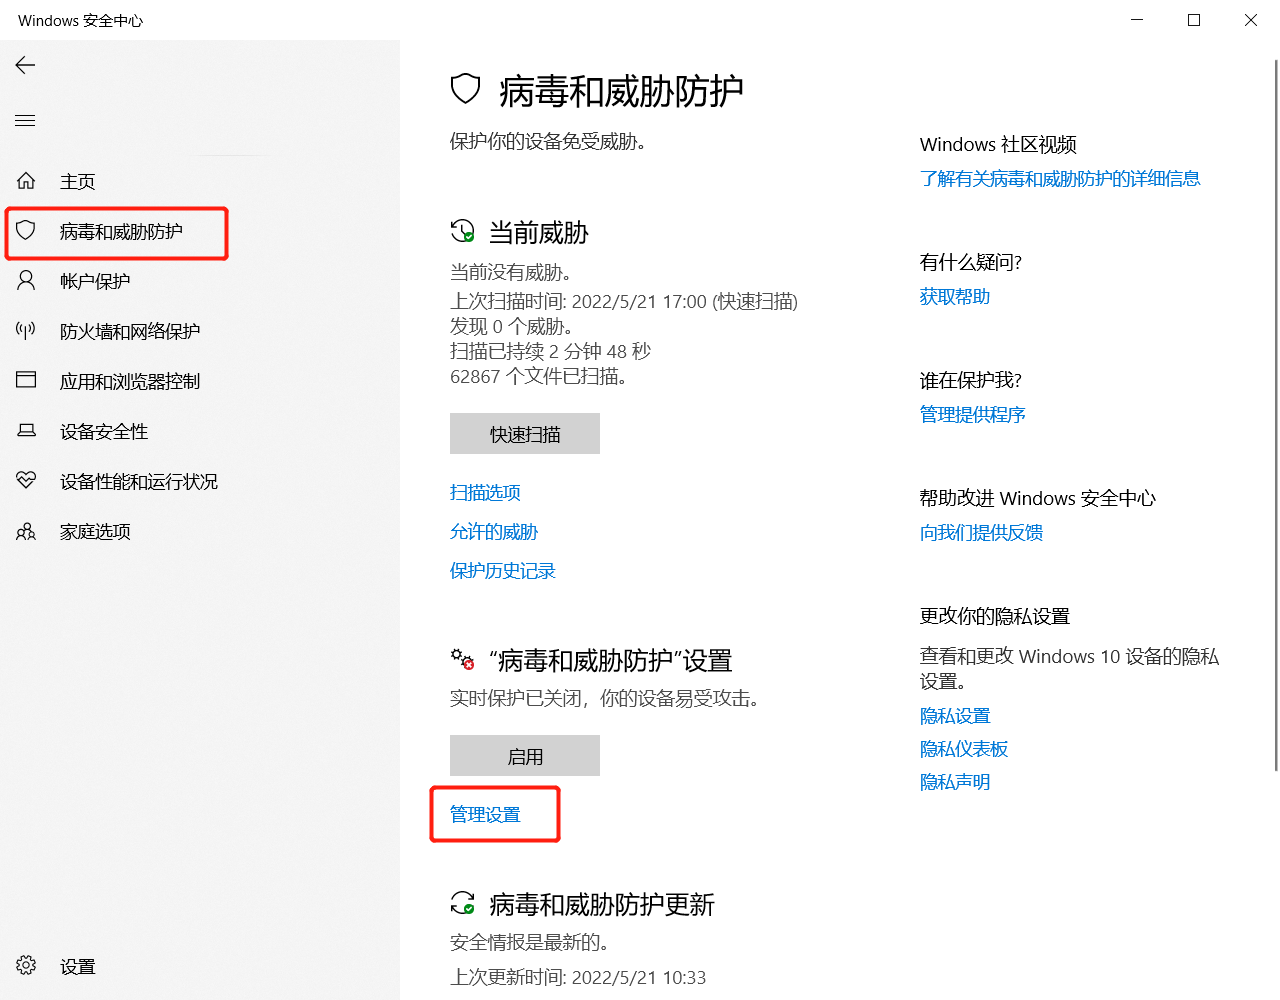 Windows 安全中心
主页
病毒和威胁防护
帐户保护
防火墙和网络保护
应用和浏览器控制
设备安全性
设备性能和运行状况
家庭选项
设置
病毒和威胁防护
保护你的设备免受威胁。
当前威胁
当前没有威胁。
上次扫描时间: 2022/5/21 17:00 (快速扫描)
发现 0 个威胁。
扫描已持续 2 分钟 48 秒
62867 个文件已扫描。
快速扫描
扫描选项
允许的威胁
保护历史记录
“病毒和威胁防护”设置
实时保护已关闭，你的设备易受攻击。
启用
管理设置
病毒和威胁防护更新
安全情报是最新的。
上次更新时间: 2022/5/21 10:33
Windows 社区视频
了解有关病毒和威胁防护的详细信息
有什么疑问?
获取帮助
谁在保护我?
管理提供程序
帮助改进 Windows 安全中心
向我们提供反馈
更改你的隐私设置
查看和更改 Windows 10 设备的隐私
设置。
隐私设置
隐私仪表板
隐私声明